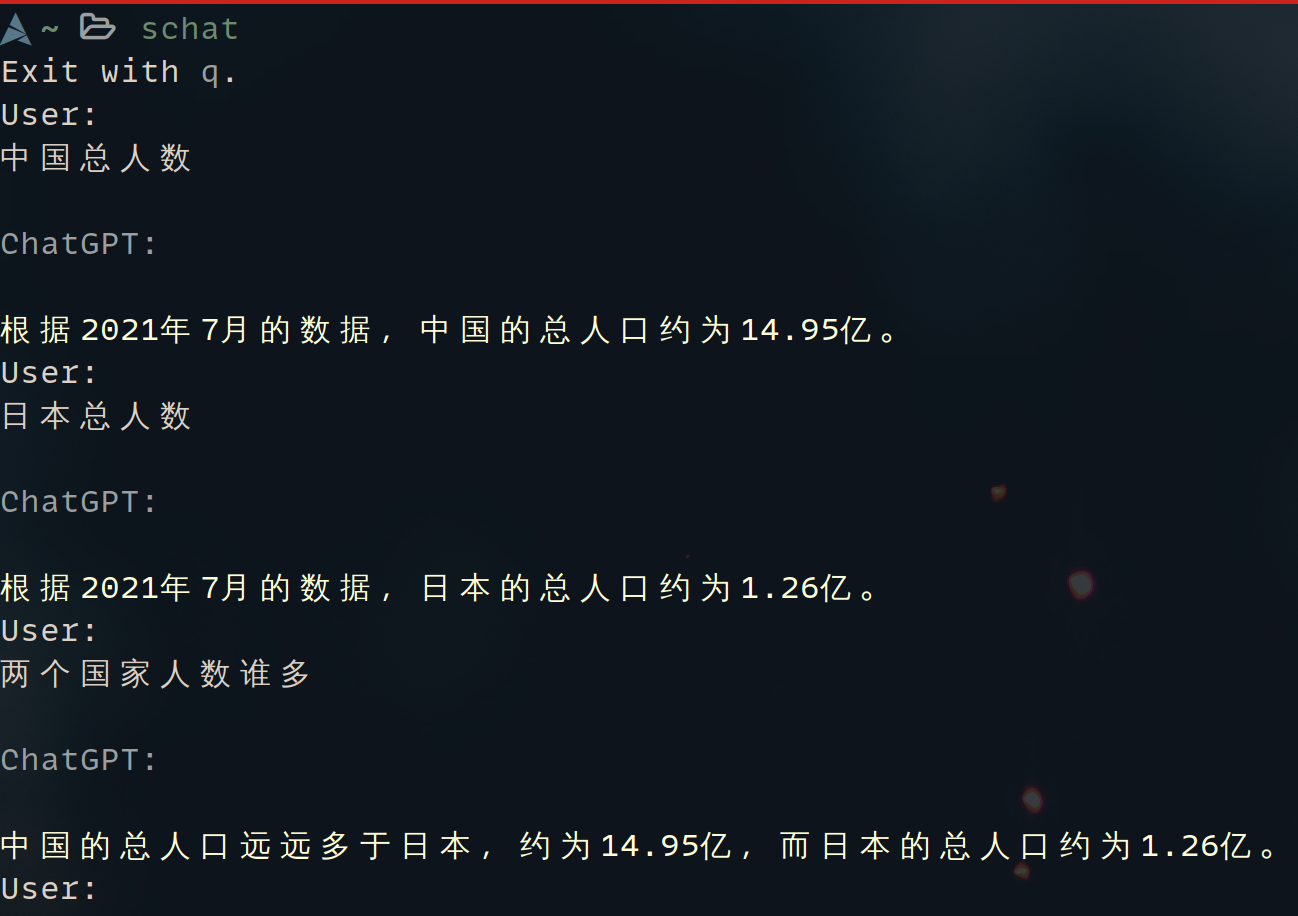 ~ schat
Exit with q.
User:
中国总人数
ChatGPT:
根据2021年7月的数据, 中国的总人口约为14.95亿。
User:
日本总人数
ChatGPT:
根据2021年7月的数据, 日本的总人口约为1.26亿。
User:
两个国家人数谁多
ChatGPT:
中国的总人口远远多于日本, 约为14.95亿, 而日本的总人口约为1.26亿。
User: